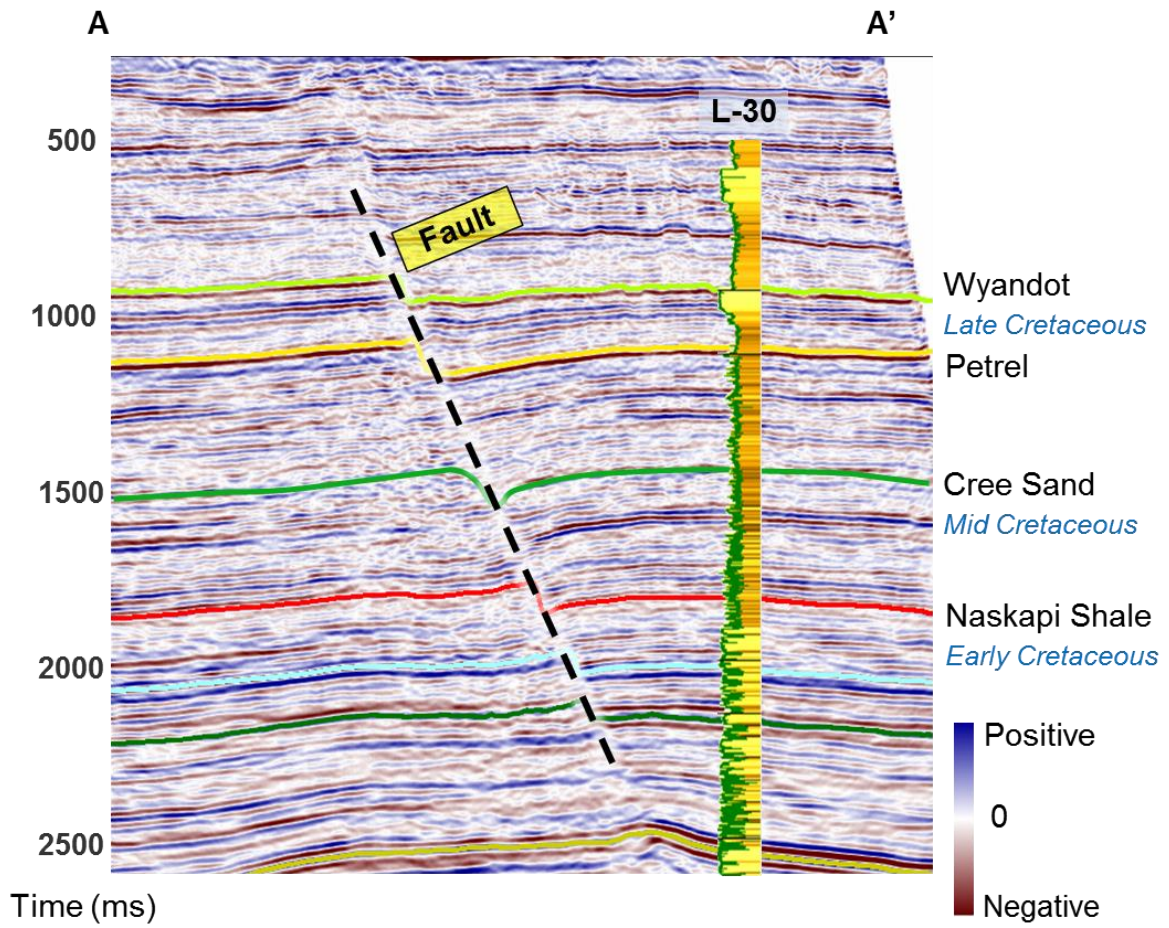 A
A’
L-30
500
Fault
Wyandot
1000
Late Cretaceous
Petrel
1500
Cree Sand
Mid Cretaceous
Naskapi Shale
2000
Early Cretaceous
Positive
0
2500
Time (ms)
Negative